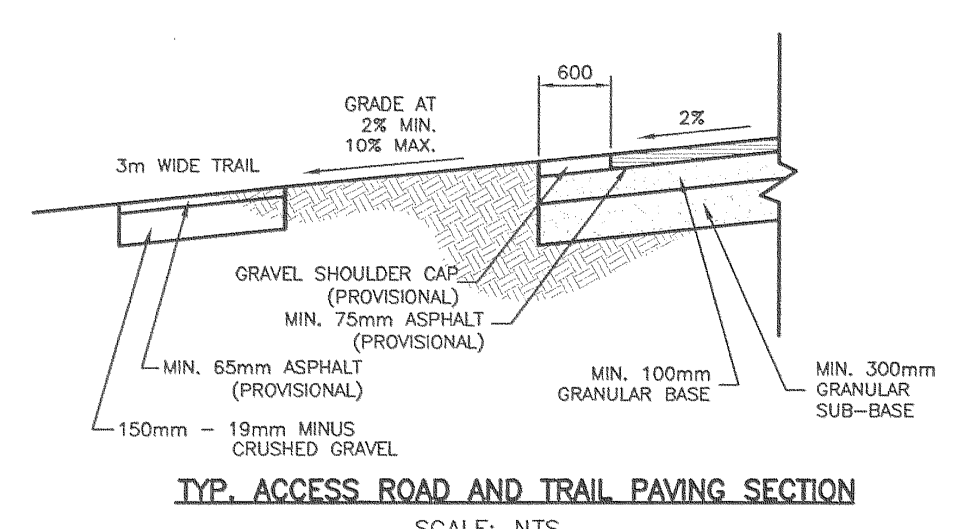 600
GRADE AT
2% MIN.
10% MAX.
2%
3m WIDE TRAIL
GRAVEL SHOULDER CAP
(PROVISIONAL)
MIN. 75mm ASPHALT
(PROVISIONAL)
MIN. 65mm ASPHALT
(PROVISIONAL)
MIN. 100mm
GRANULAR BASE
MIN. 300mm
GRANULAR
SUB-BASE
150mm - 19mm MINUS
CRUSHED GRAVEL
TYP. ACCESS ROAD AND TRAIL PAVING SECTION
SCALE: NTS